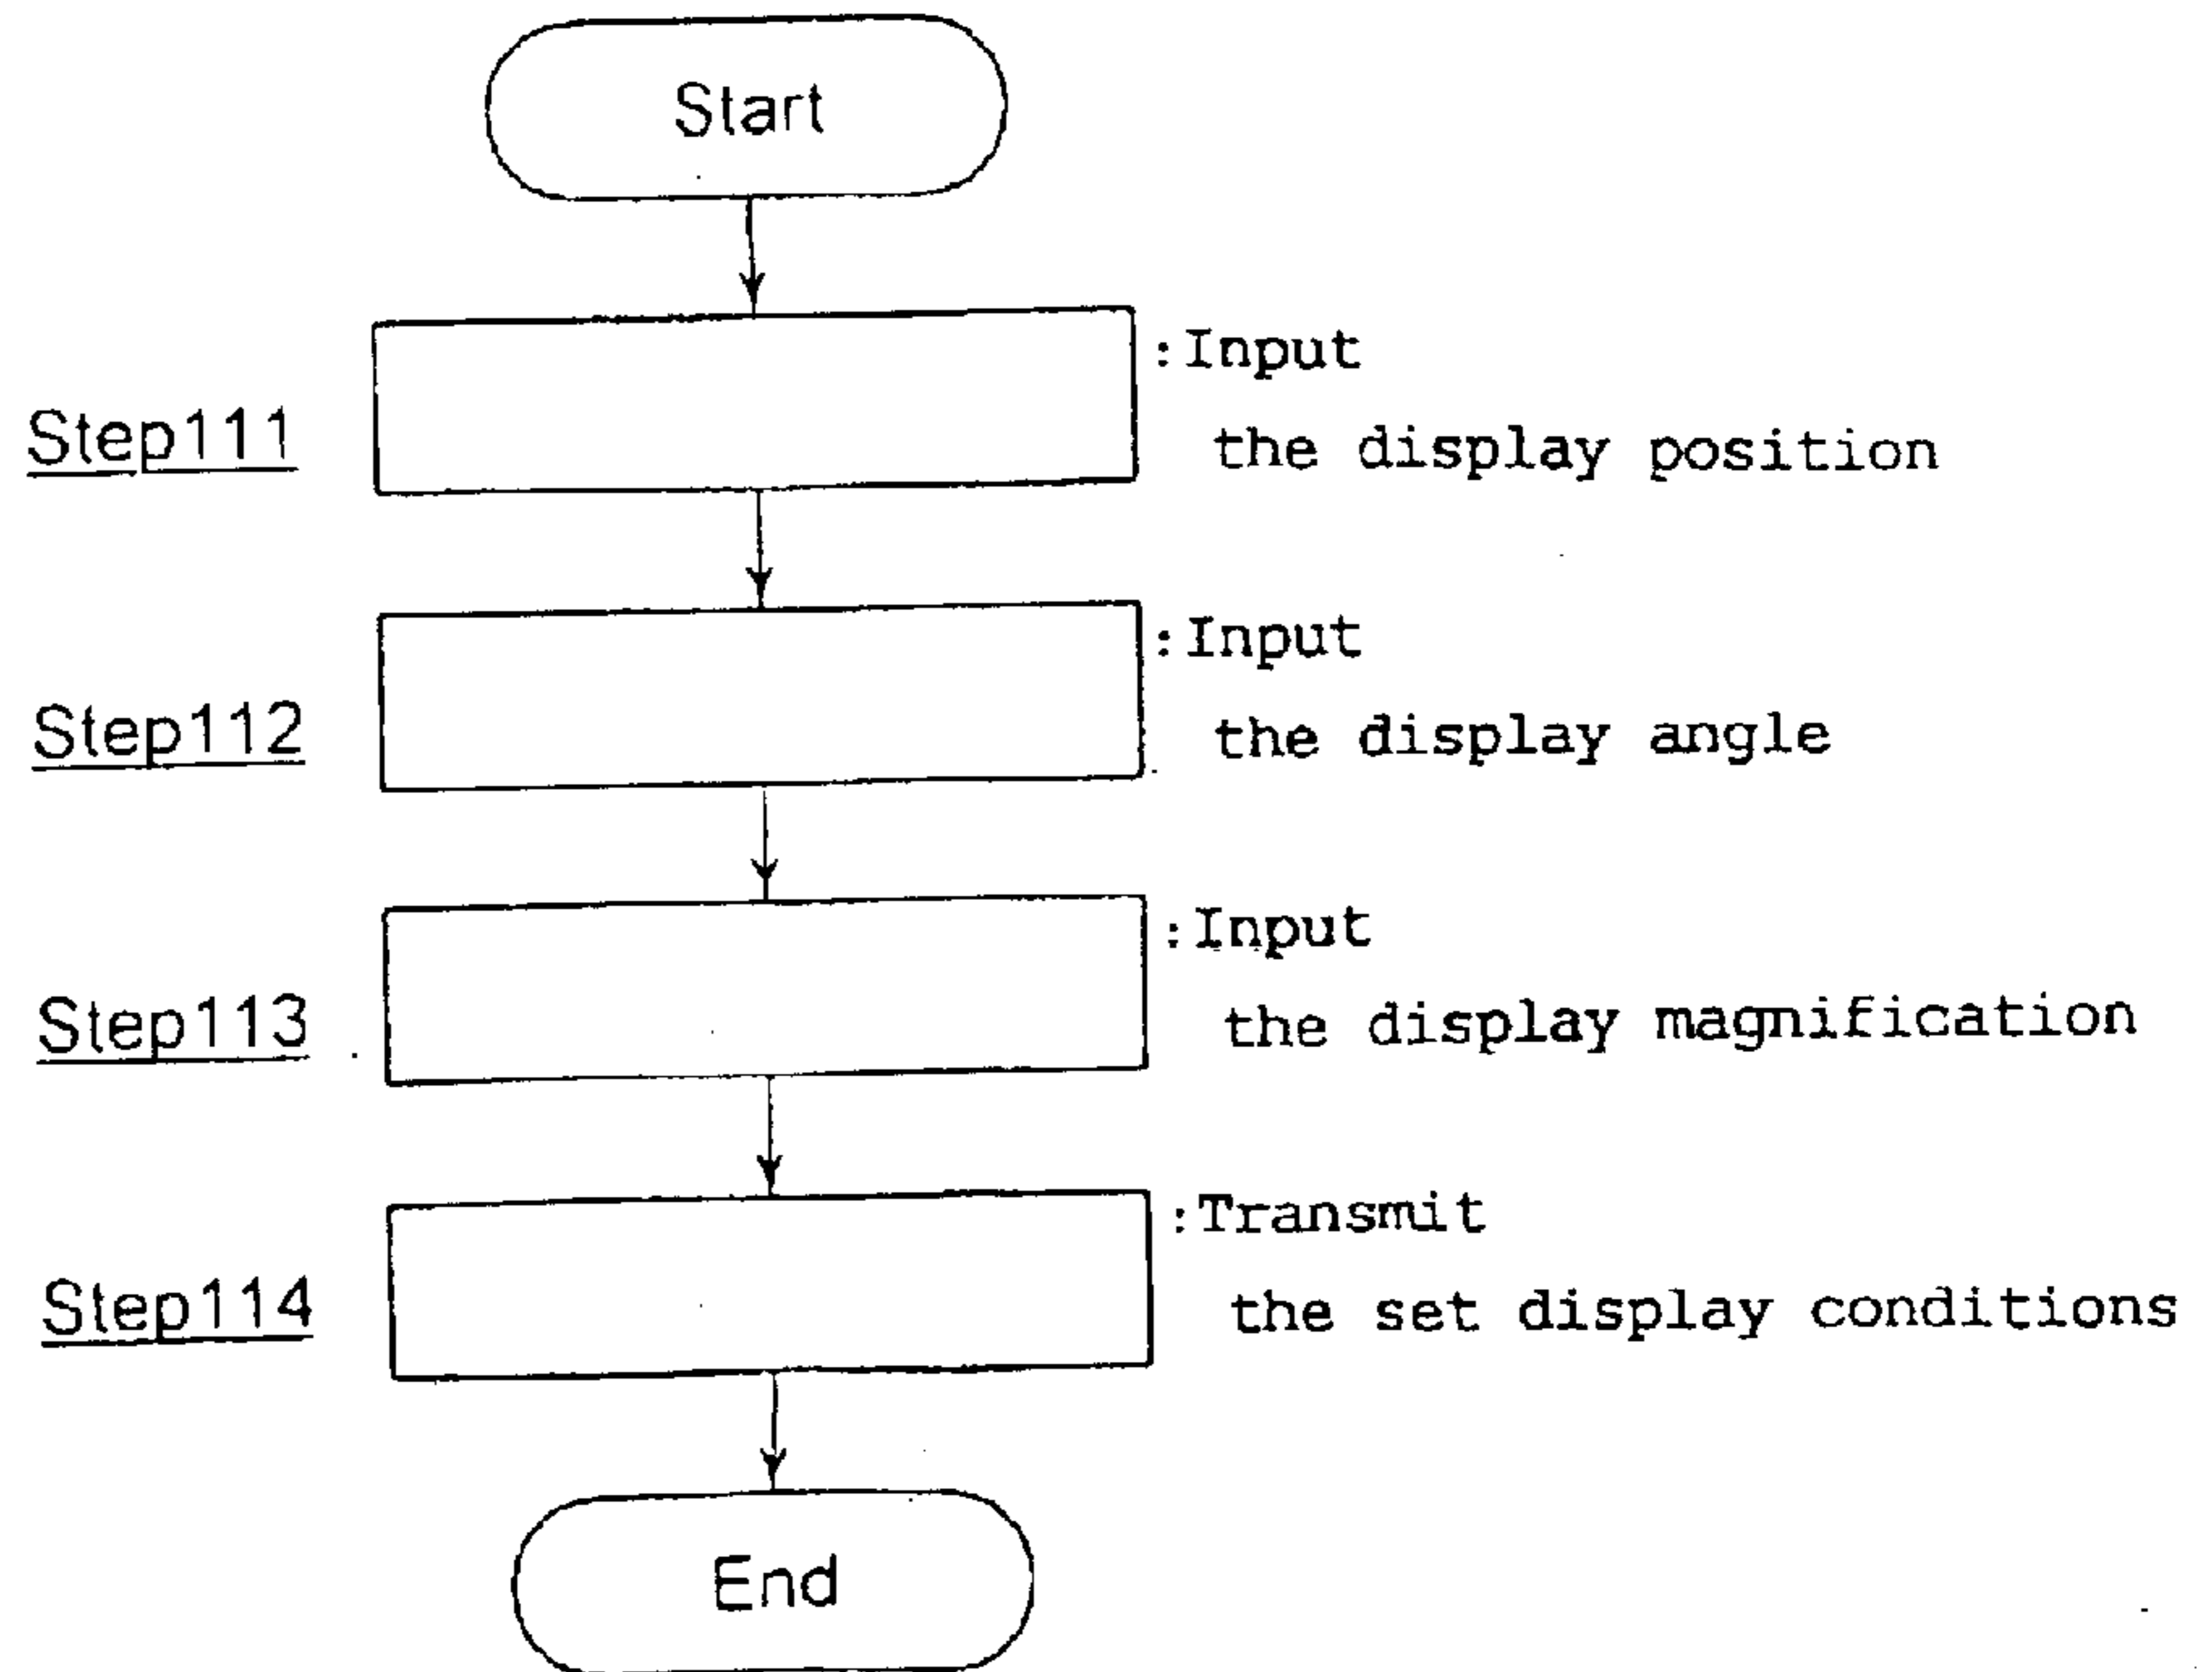 Start
:Input
Step111
the display position
:Input
Step112
the display angle
:Input
Step113
the display magnification
:Transmit
Step114
the set display conditions
End